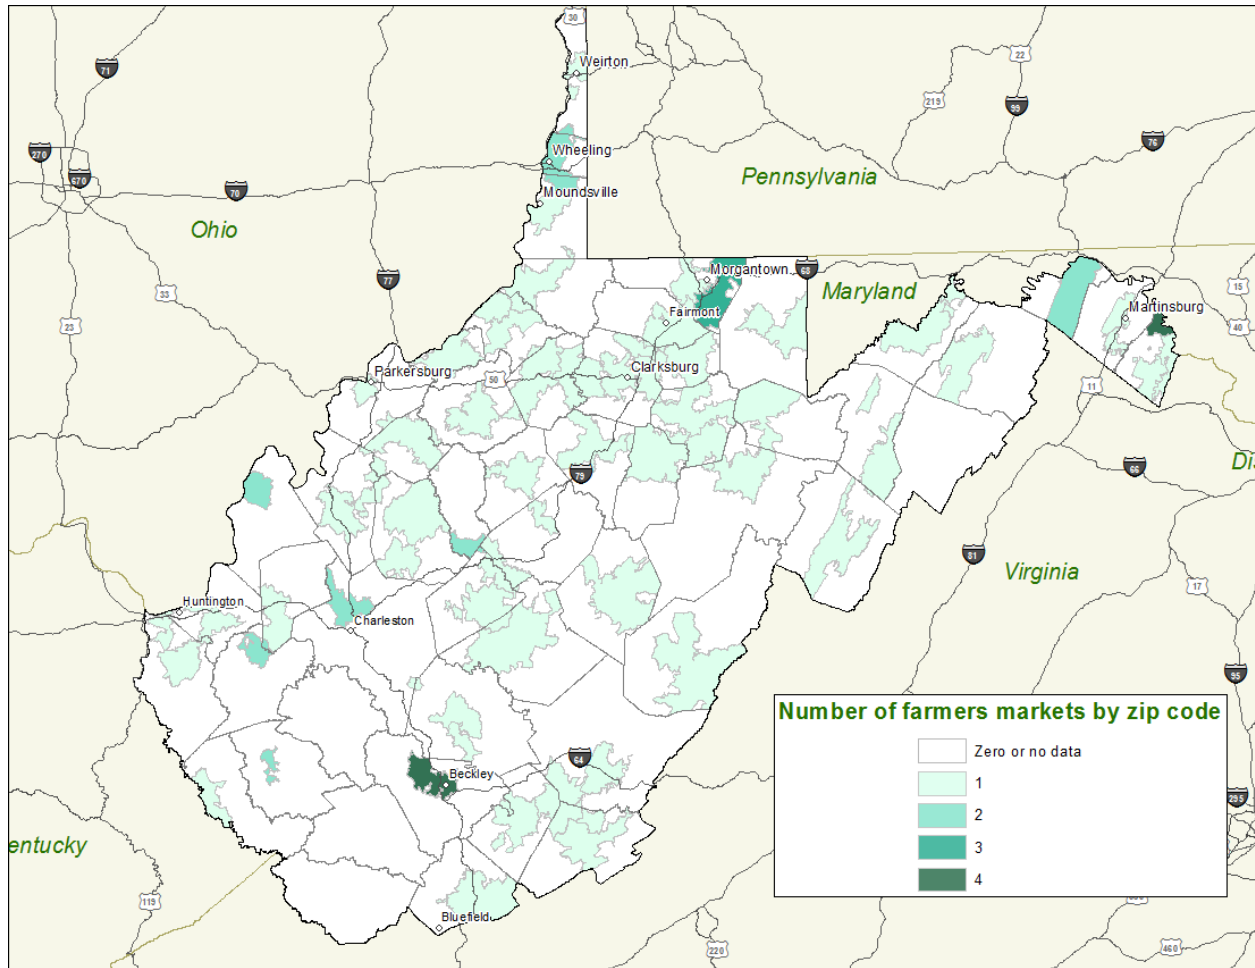 30
22
71
Weirton
219
99
76
270
Wheeling
670
70
Pennsylvania
Moundsville
Ohio
Morgantown
68
77
Maryland
15
33
Martinsburg
Fairmont
23
40
Parkersburg
50
Clarksburg
11
79
66
81
Virginia
17
Huntington
Charleston
95
Number of farmers markets by zip code
Zero or no data
1
2
3
4
64
Beckley
295
entucky
119
Bluefield
220
460